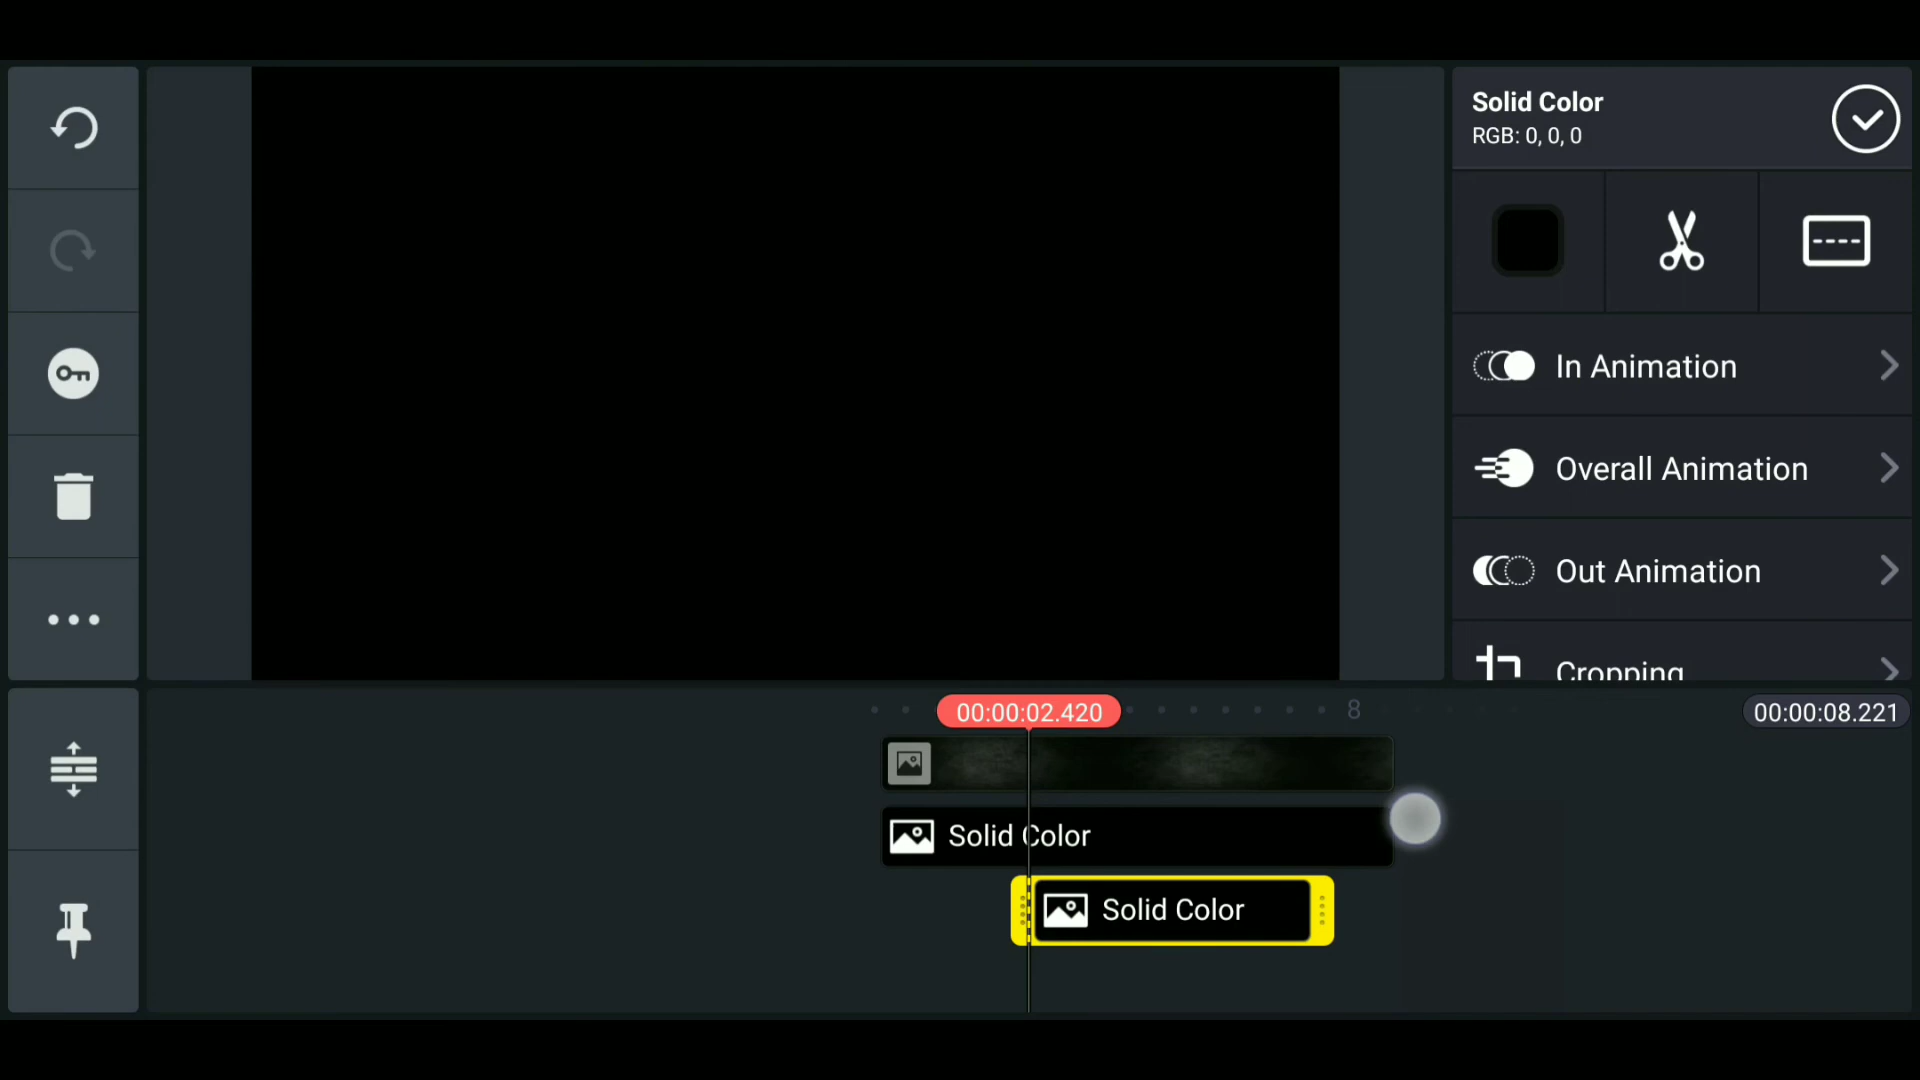 Solid Color
RGB: 0, 0, 0
In Animation
Overall Animation
Out Animation
Cropping
00:00:02.420
8
00:00:08.221
Solid Color
Solid Color